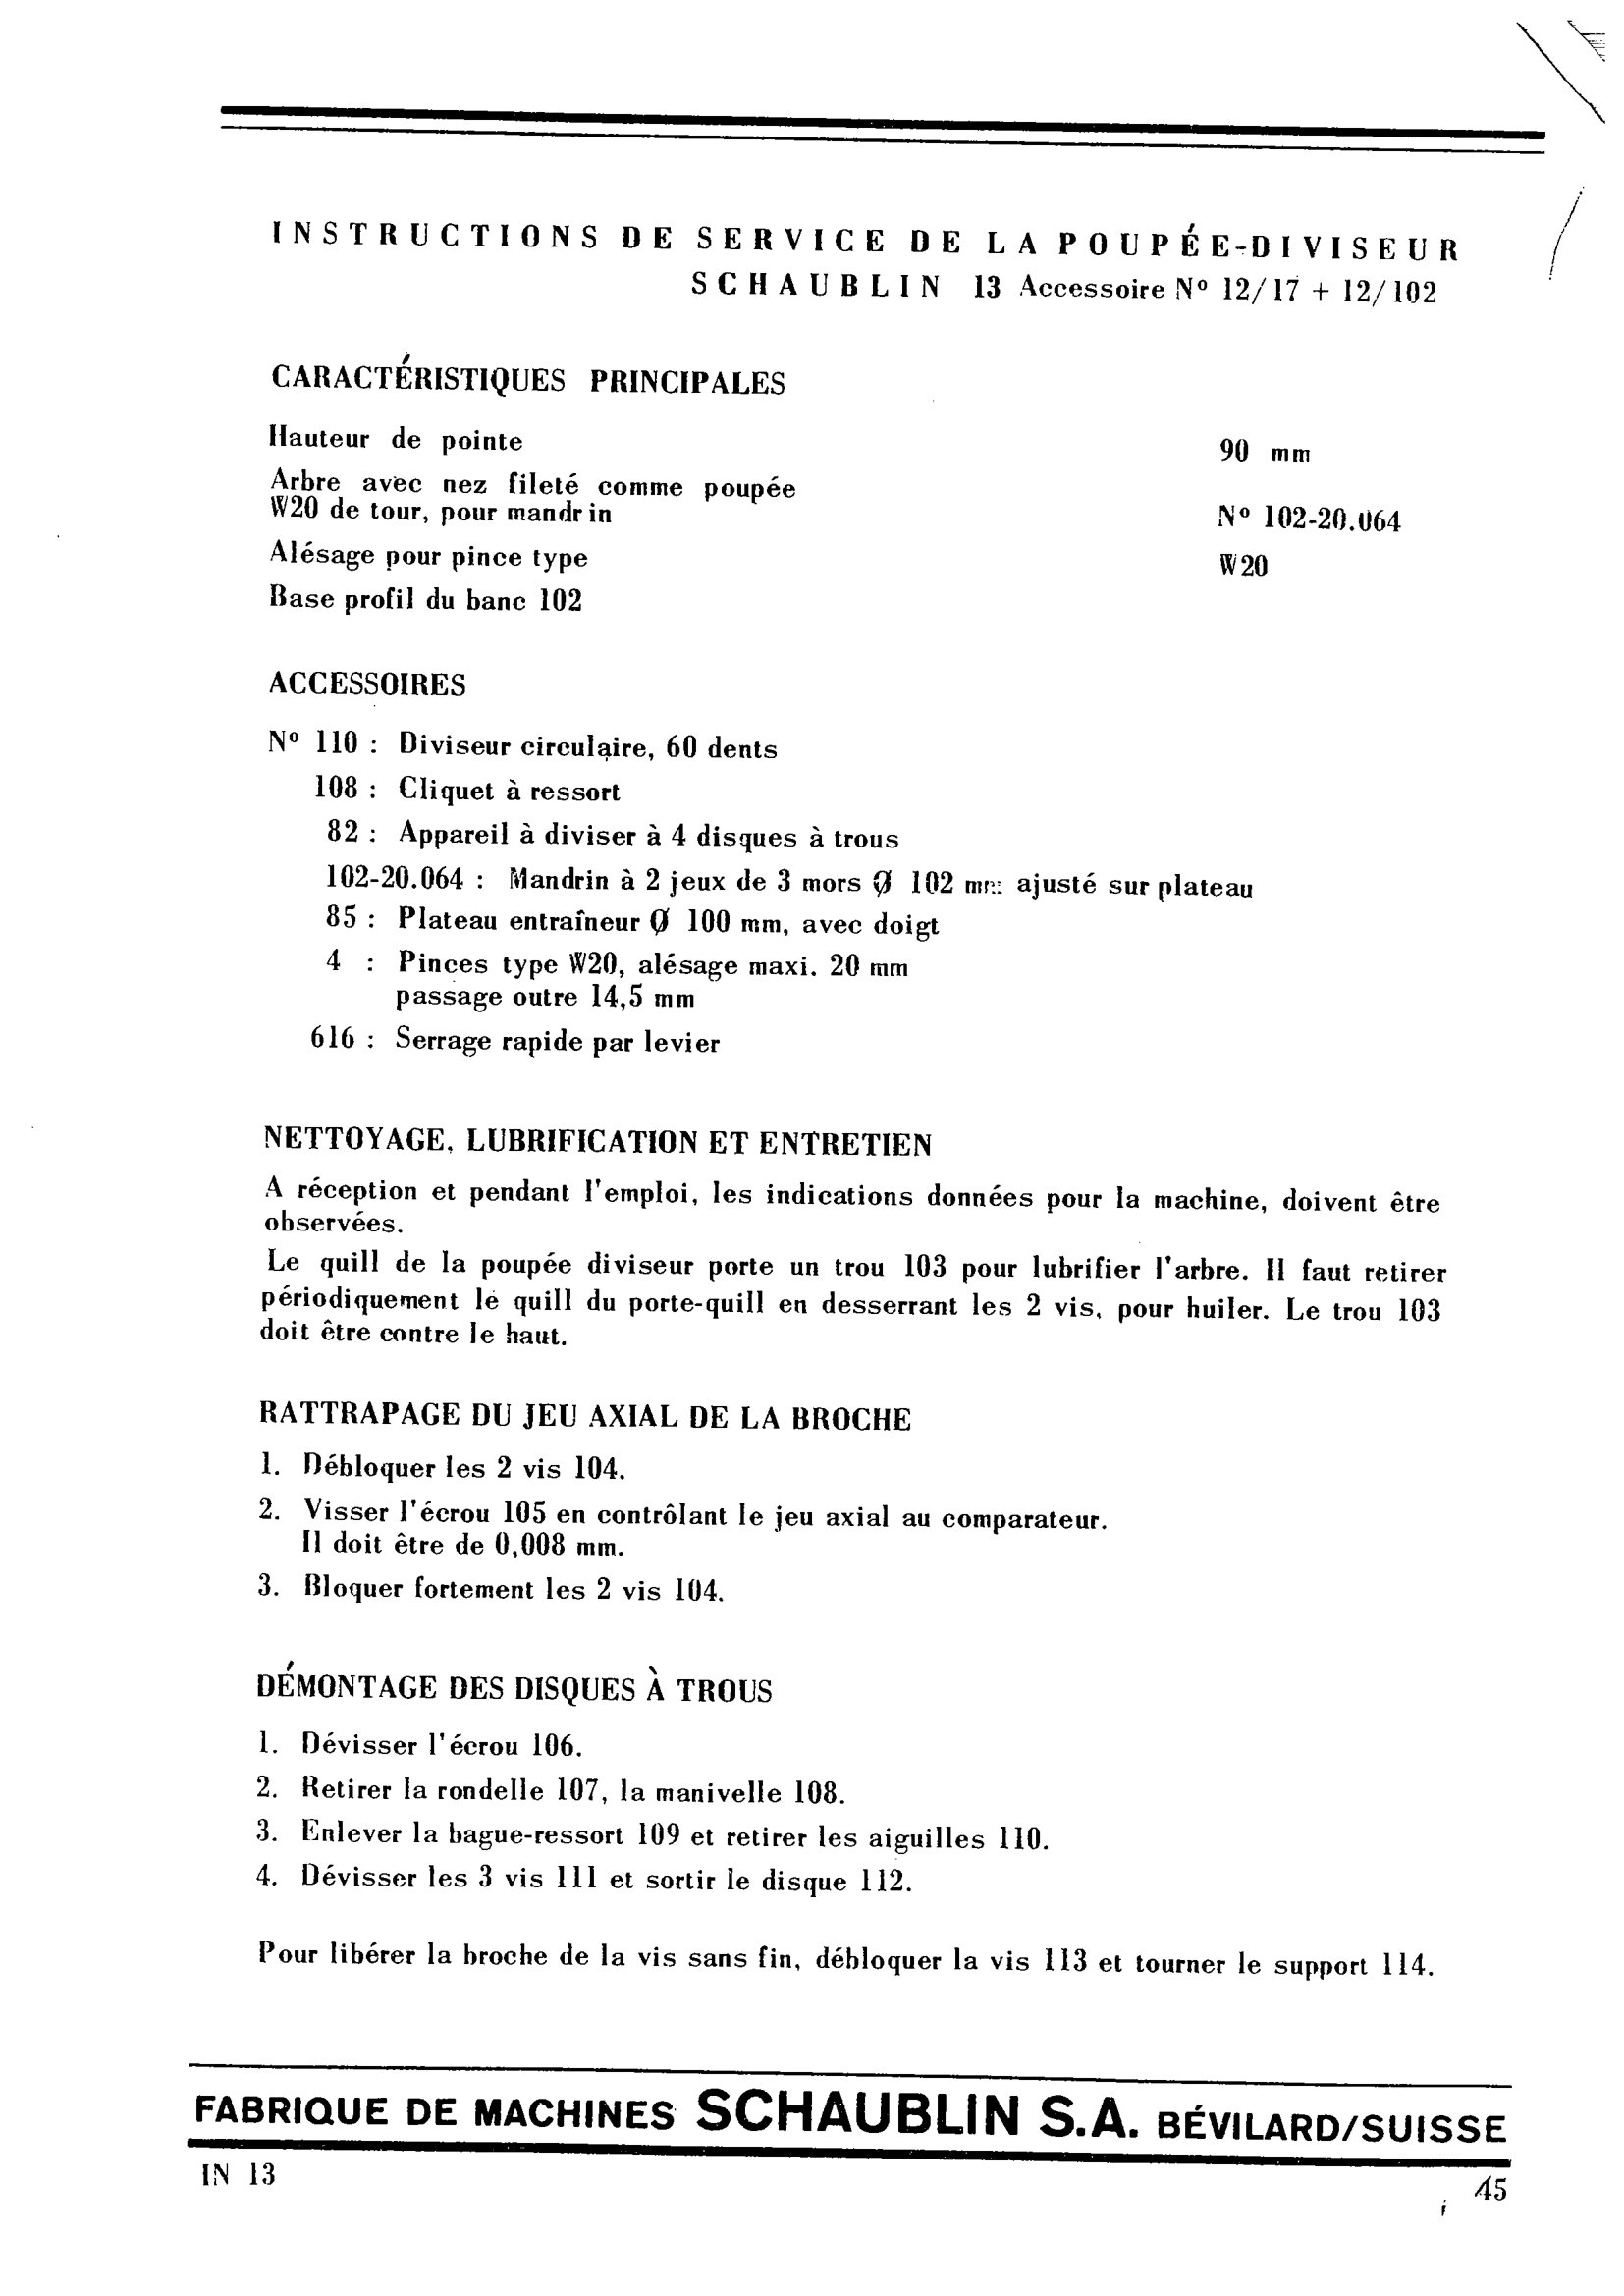 INSTRUCTIONS DE SERVICE DE LA POUPÉE-DIVISEUR
SCHAUBLIN 13 Accessoire Nº 12/17 + 12/102
CARACTÉRISTIQUES PRINCIPALES
Hauteur de pointe 90 mm
Arbre avec nez fileté comme poupée
W20 de tour, pour mandrin Nº 102-20.064
Alésage pour pince type W20
Base profil du banc 102
ACCESSOIRES
Nº 110 : Diviseur circulaire, 60 dents
108 : Cliquet à ressort
82 : Appareil à diviser à 4 disques à trous
102-20.064 : Mandrin à 2 jeux de 3 mors Ø 102 mm ajusté sur plateau
85 : Plateau entraîneur Ø 100 mm, avec doigt
4 : Pinces type W20, alésage maxi. 20 mm
passage outre 14,5 mm
616 : Serrage rapide par levier
NETTOYAGE, LUBRIFICATION ET ENTRETIEN
A réception et pendant l'emploi, les indications données pour la machine, doivent être
observées.
Le quill de la poupée diviseur porte un trou 103 pour lubrifier l'arbre. Il faut retirer
périodiquement le quill du porte-quill en desserrant les 2 vis, pour huiler. Le trou 103
doit être contre le haut.
RATTRAPAGE DU JEU AXIAL DE LA BROCHE
1. Débloquer les 2 vis 104.
2. Visser l'écrou 105 en contrôlant le jeu axial au comparateur.
Il doit être de 0,008 mm.
3. Bloquer fortement les 2 vis 104.
DÉMONTAGE DES DISQUES À TROUS
1. Dévisser l'écrou 106.
2. Retirer la rondelle 107, la manivelle 108.
3. Enlever la bague-ressort 109 et retirer les aiguilles 110.
4. Dévisser les 3 vis 111 et sortir le disque 112.
Pour libérer la broche de la vis sans fin, débloquer la vis 113 et tourner le support 114.
FABRIQUE DE MACHINES SCHAUBLIN S.A. BÉVILARD/SUISSE
IN 13
45